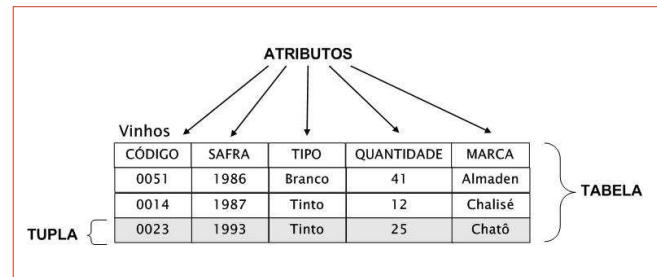 ATRIBUTOS
Vinhos
CÓDIGO SAFRA TIPO QUANTIDADE MARCA
0051 1986 Branco 41 Almaden
0014 1987 Tinto 12 Chalisé
0023 1993 Tinto 25 Chatô
TABELA
TUPLA